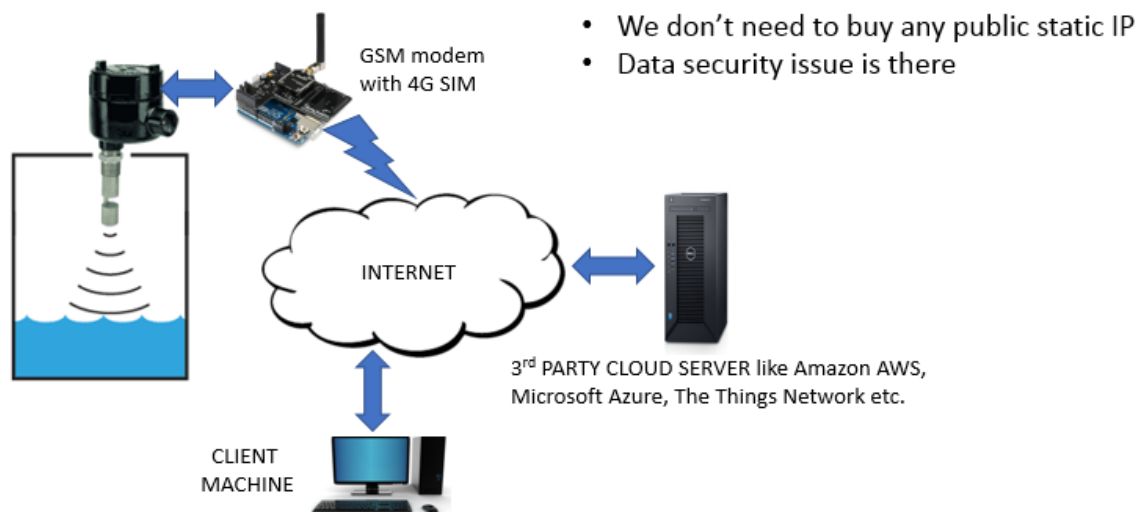 • We don’t need to buy any public static IP
• Data security issue is there
GSM modem
with 4G SIM
INTERNET
3rd PARTY CLOUD SERVER like Amazon AWS,
Microsoft Azure, The Things Network etc.
CLIENT
MACHINE